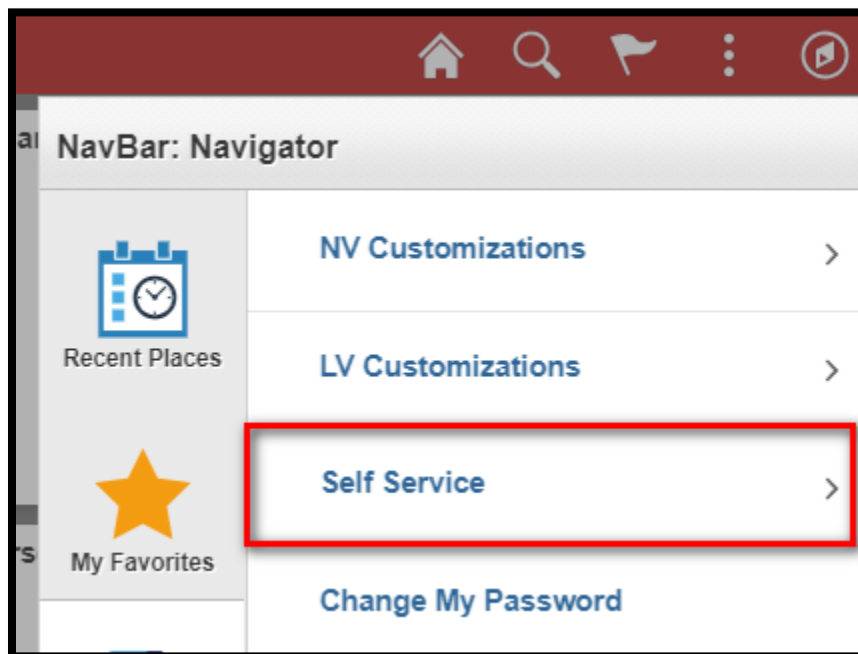 NavBar: Navigator
NV Customizations
Recent Places
LV Customizations
Self Service
My Favorites
Change My Password